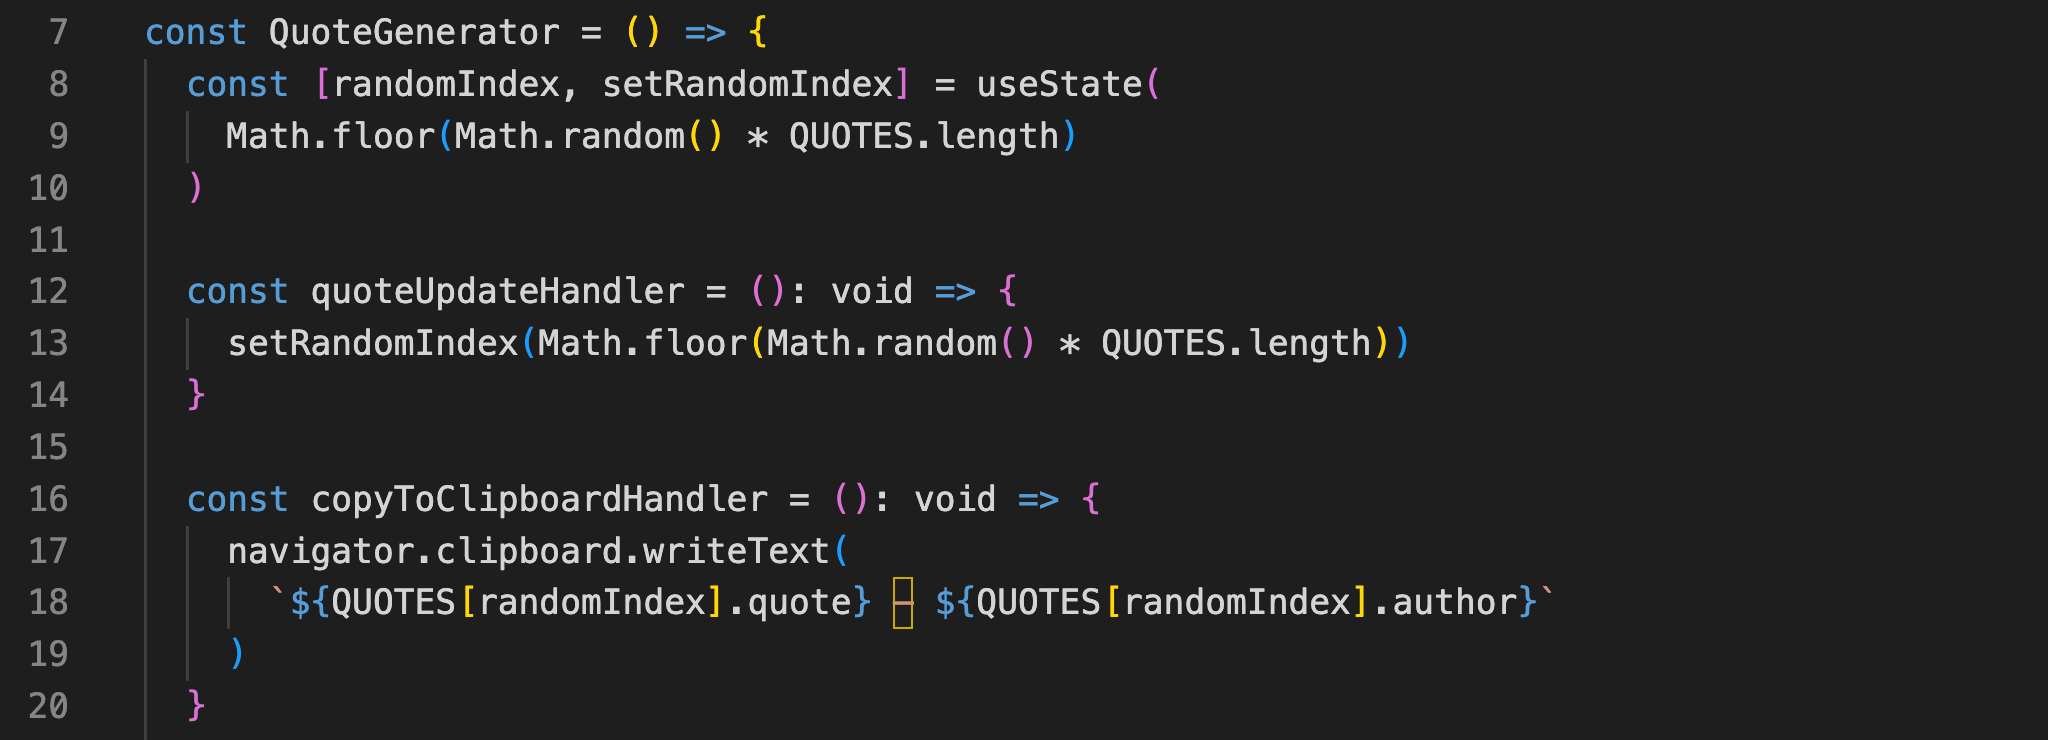 7 const QuoteGenerator = () => {
8 const [randomIndex, setRandomIndex] = useState(
9 Math.floor(Math.random() * QUOTES.length)
10 )
11
12 const quoteUpdateHandler = (): void => {
13 setRandomIndex(Math.floor(Math.random() * QUOTES.length))
14 }
15
16 const copyToClipboardHandler = (): void => {
17 navigator.clipboard.writeText(
18 `${QUOTES[randomIndex].quote} – ${QUOTES[randomIndex].author}`
19 )
20 }